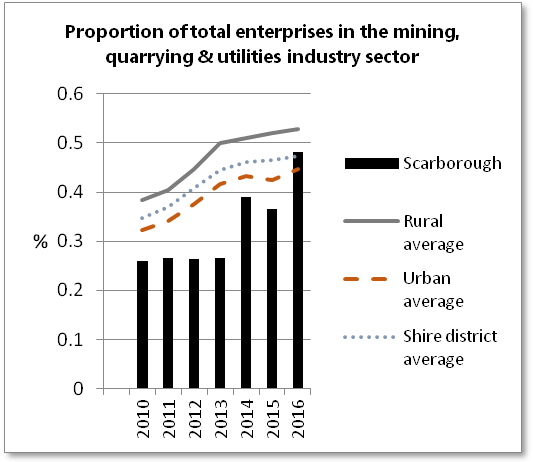 Proportion of total enterprises in the mining,
quarrying & utilities industry sector
0.6
0.5
0.4
0.3
0.2
0.1
0
%
2010
2011
2012
2013
2014
2015
2016
Scarborough
Rural
average
Urban
average
Shire district
average